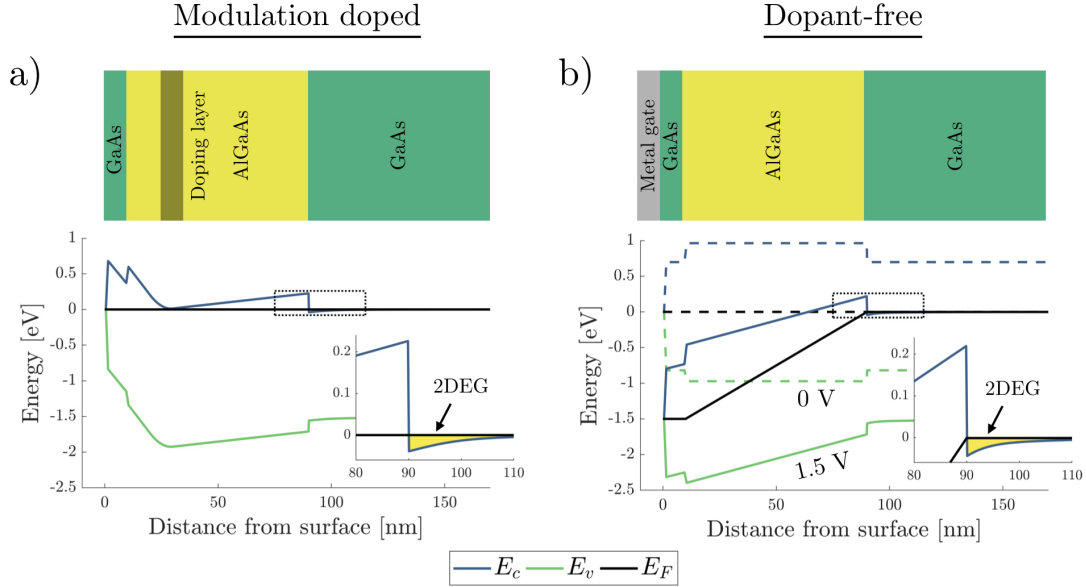 Modulation doped
Dopant-free
a)
GaAs
Doping layer
AlGaAs
GaAs
b)
Metal gate
GaAs
AlGaAs
GaAs
1
0.5
0
-0.5
-1
-1.5
-2
-2.5
Energy [eV]
0
50
100
150
Distance from surface [nm]
0.2
0.1
0
80
90
100
110
2DEG
1
0.5
0
-0.5
-1
-1.5
-2
-2.5
Energy [eV]
0
50
100
150
Distance from surface [nm]
0 V
1.5 V
0.2
0.1
0
80
90
100
110
2DEG
E_c E_v E_F